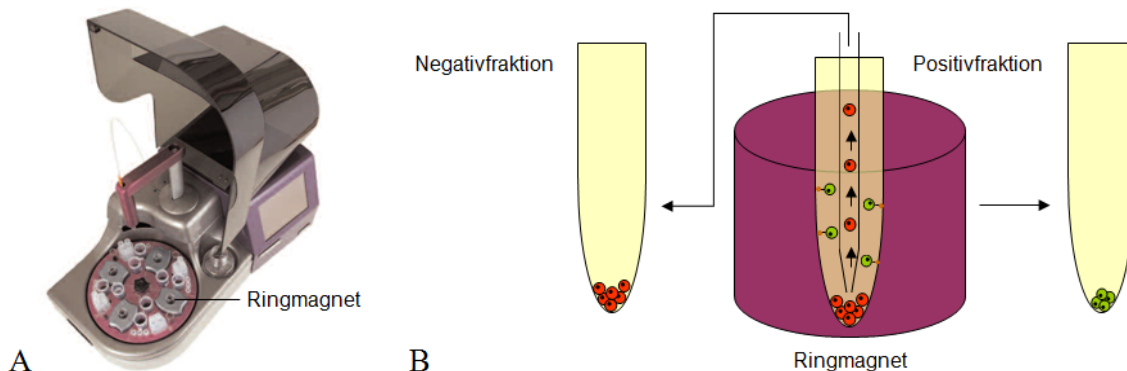 Negativfraktion
Positivfraktion
Ringmagnet
A
B
Ringmagnet